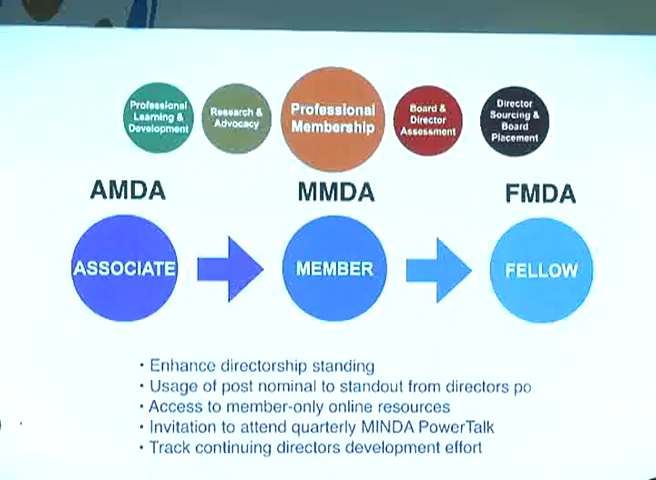 Professional
Learning &
Development
Research &
Advocacy
Professional
Membership
Board &
Director
Assessment
Director
Sourcing &
Board
Placement
AMDA
MMDA
FMDA
ASSOCIATE
MEMBER
FELLOW
• Enhance directorship standing
• Usage of post nominal to standout from directors po
• Access to member-only online resources
• Invitation to attend quarterly MINDA PowerTalk
• Track continuing directors development effort